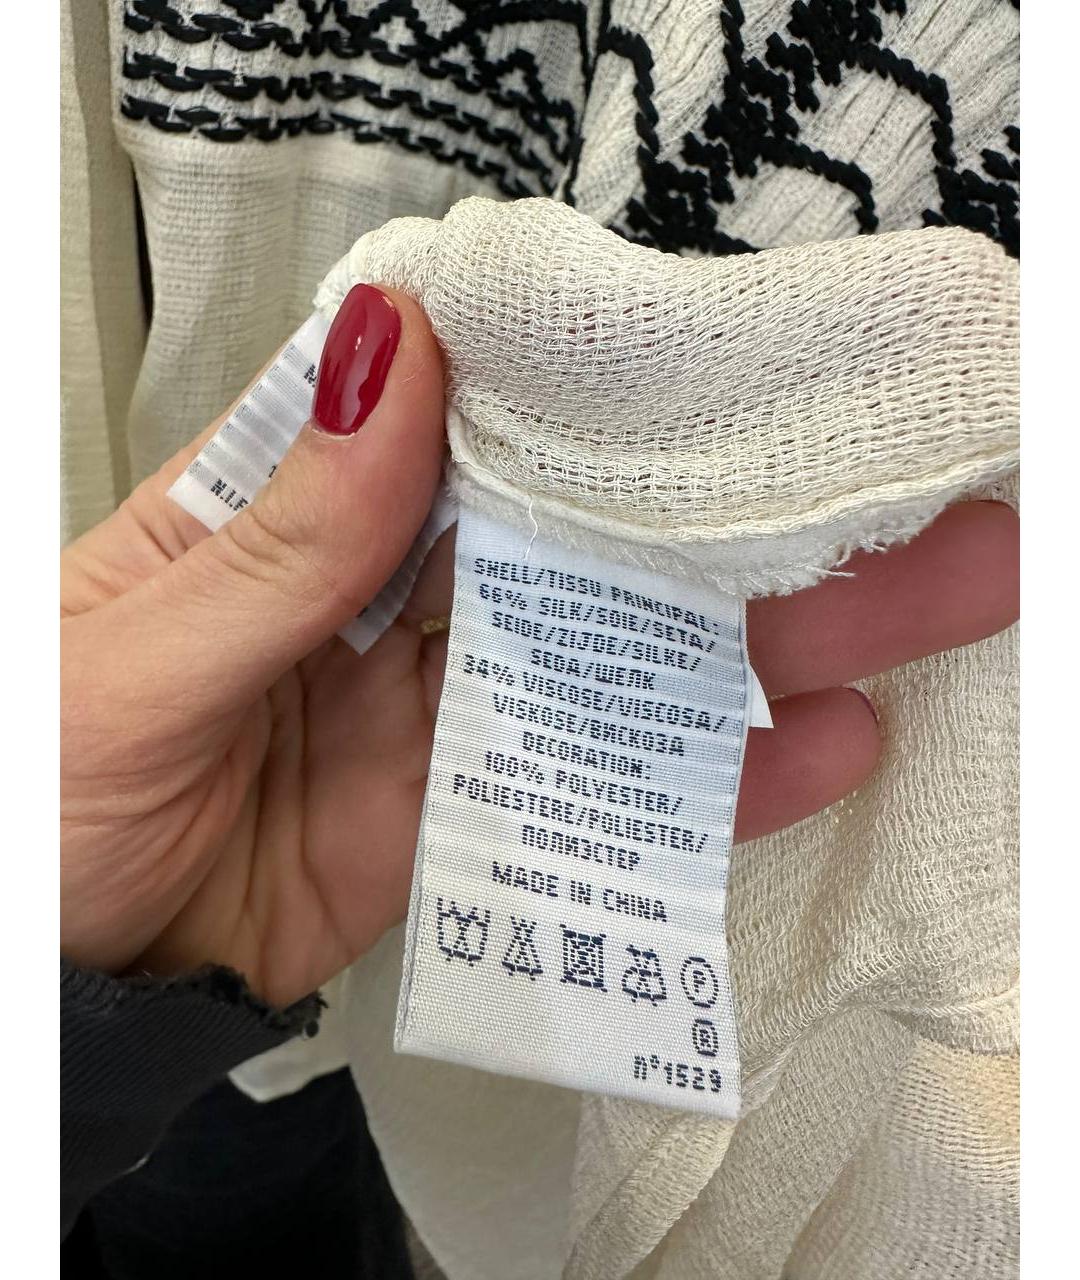 SHELL/TISSU PRINCIPAL:
66% SILK/SOIE/SETA/
SEIDE/ZIJDE/SILKE/
SEDA/ШЕЛК
34% VISCOSE/VISCOSA/
VISKOSE/ВИСКОЗА
DECORATION:
100% POLYESTER/
POLIESTERE/POLIESTER/
ПОЛИЭСТЕР
MADE IN CHINA
P
n°1529